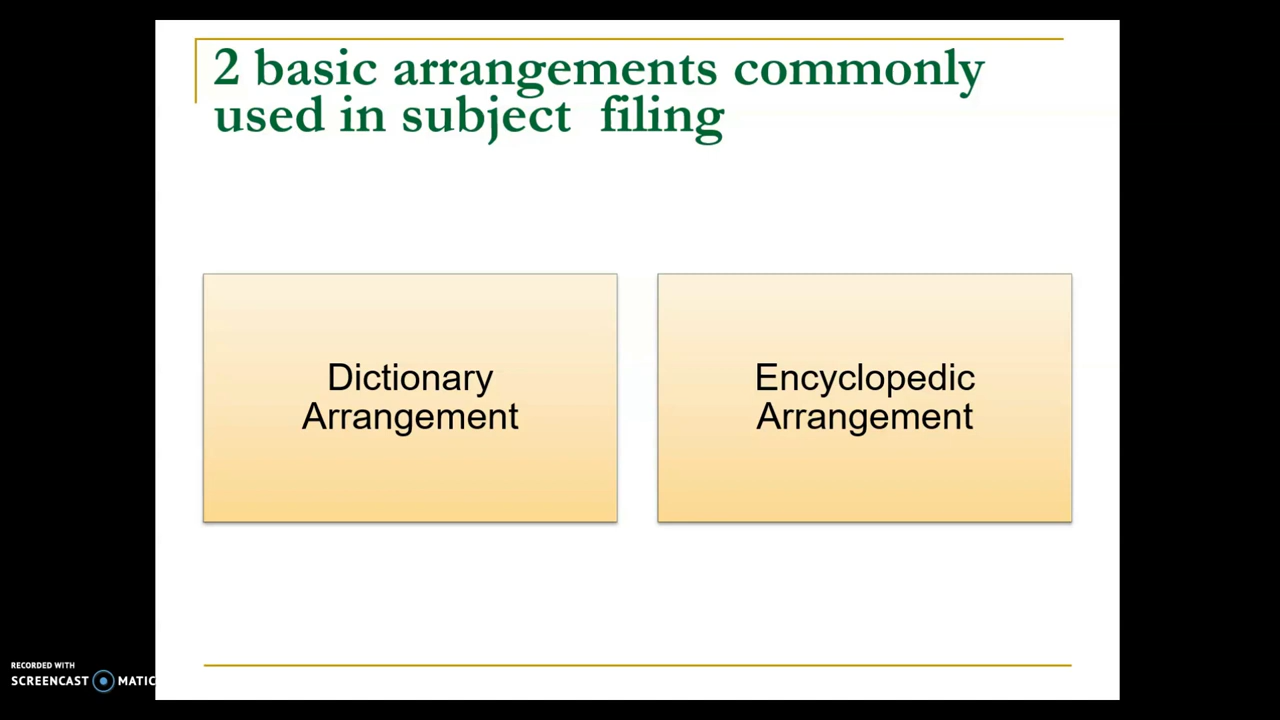 2 basic arrangements commonly
used in subject filing
Dictionary
Arrangement
Encyclopedic
Arrangement
RECORDED WITH
SCREENCAST MATIC